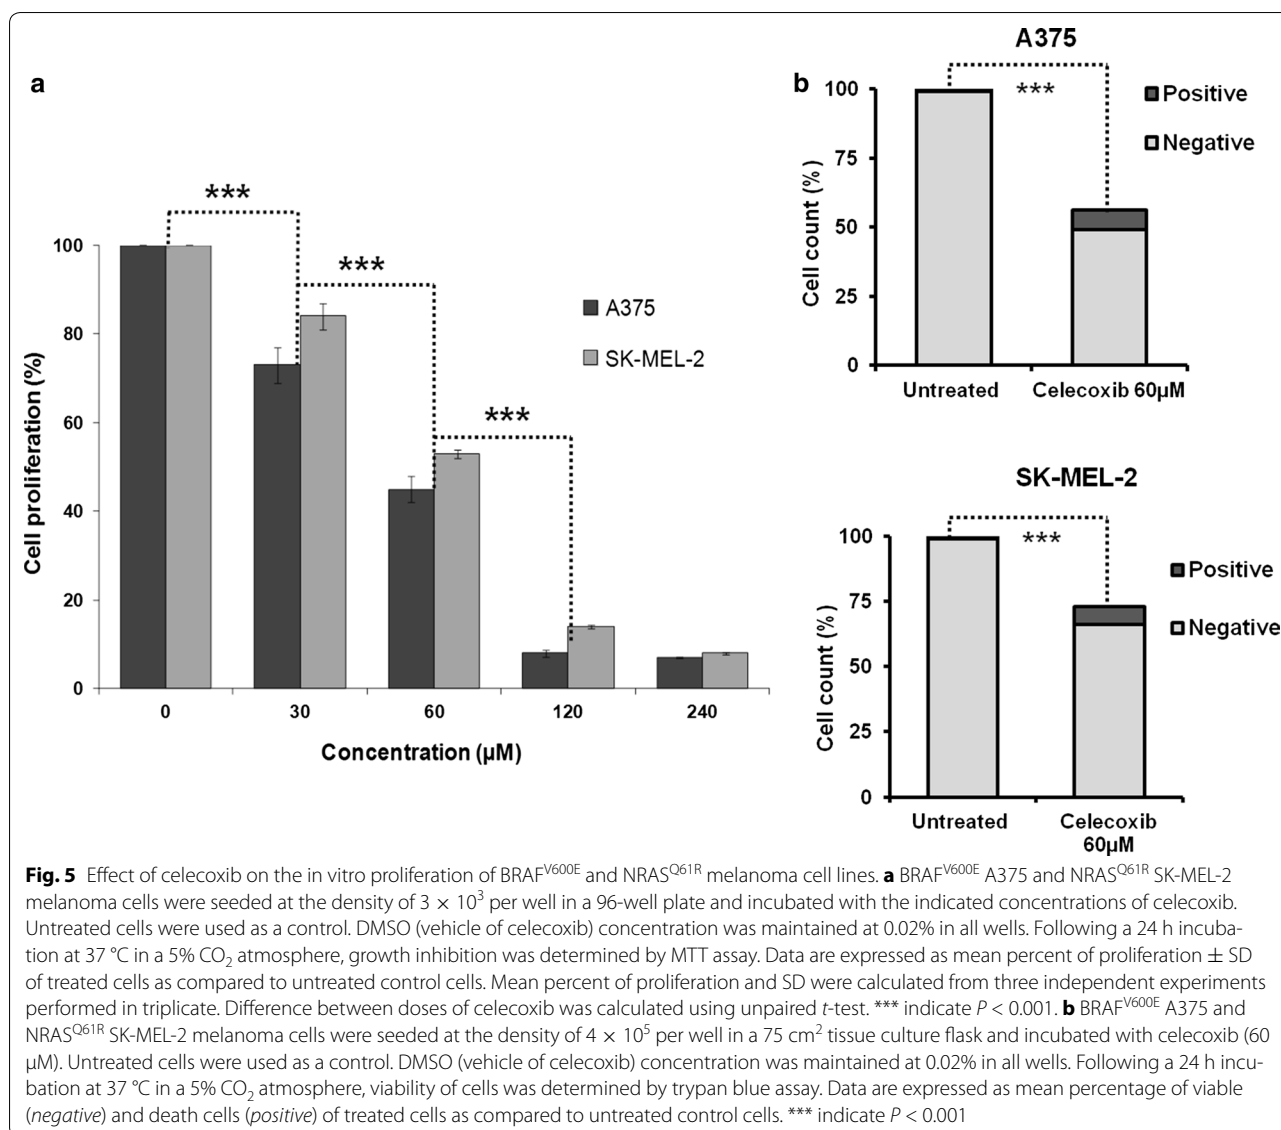 a
***
***
***
100
80
60
40
20
0
Cell proliferation (%)
0 30 60 120 240
Concentration (µM)
A375
SK-MEL-2
b
A375
***
100
75
50
25
0
Cell count (%)
Untreated Celecoxib 60µM
Positive
Negative
SK-MEL-2
***
100
75
50
25
0
Cell count (%)
Untreated Celecoxib
60µM
Positive
Negative
Fig. 5 Effect of celecoxib on the in vitro proliferation of BRAF^V600E and NRAS^Q61R melanoma cell lines. a BRAF^V600E A375 and NRAS^Q61R SK-MEL-2
melanoma cells were seeded at the density of 3 × 10³ per well in a 96-well plate and incubated with the indicated concentrations of celecoxib.
Untreated cells were used as a control. DMSO (vehicle of celecoxib) concentration was maintained at 0.02% in all wells. Following a 24 h incuba-
tion at 37 °C in a 5% CO₂ atmosphere, growth inhibition was determined by MTT assay. Data are expressed as mean percent of proliferation ± SD
of treated cells as compared to untreated control cells. Mean percent of proliferation and SD were calculated from three independent experiments
performed in triplicate. Difference between doses of celecoxib was calculated using unpaired t-test. *** indicate P < 0.001. b BRAF^V600E A375 and
NRAS^Q61R SK-MEL-2 melanoma cells were seeded at the density of 4 × 10⁵ per well in a 75 cm² tissue culture flask and incubated with celecoxib (60
µM). Untreated cells were used as a control. DMSO (vehicle of celecoxib) concentration was maintained at 0.02% in all wells. Following a 24 h incu-
bation at 37 °C in a 5% CO₂ atmosphere, viability of cells was determined by trypan blue assay. Data are expressed as mean percentage of viable
(negative) and death cells (positive) of treated cells as compared to untreated control cells. *** indicate P < 0.001